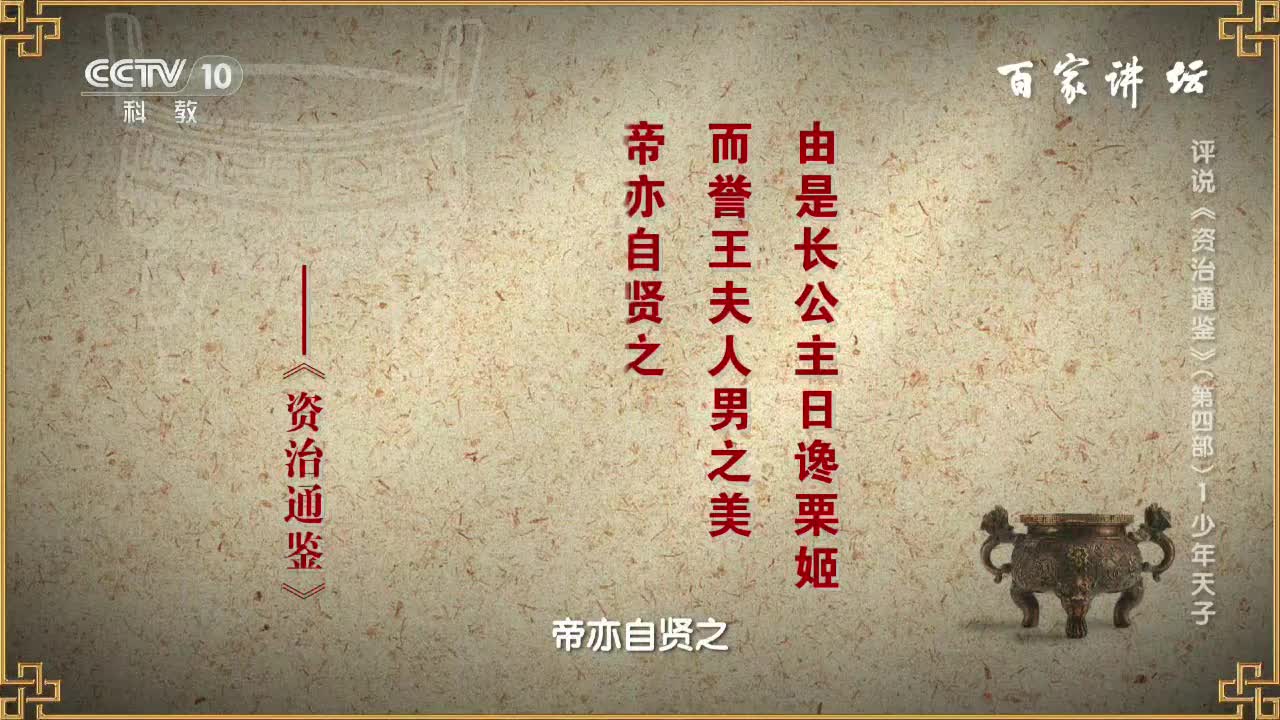 CCTV 10
科教
百家讲坛
评说《资治通鉴》(第四部) 1 少年天子
由是长公主日谗栗姬
而誉王夫人男之美
帝亦自贤之
——《资治通鉴》
帝亦自贤之